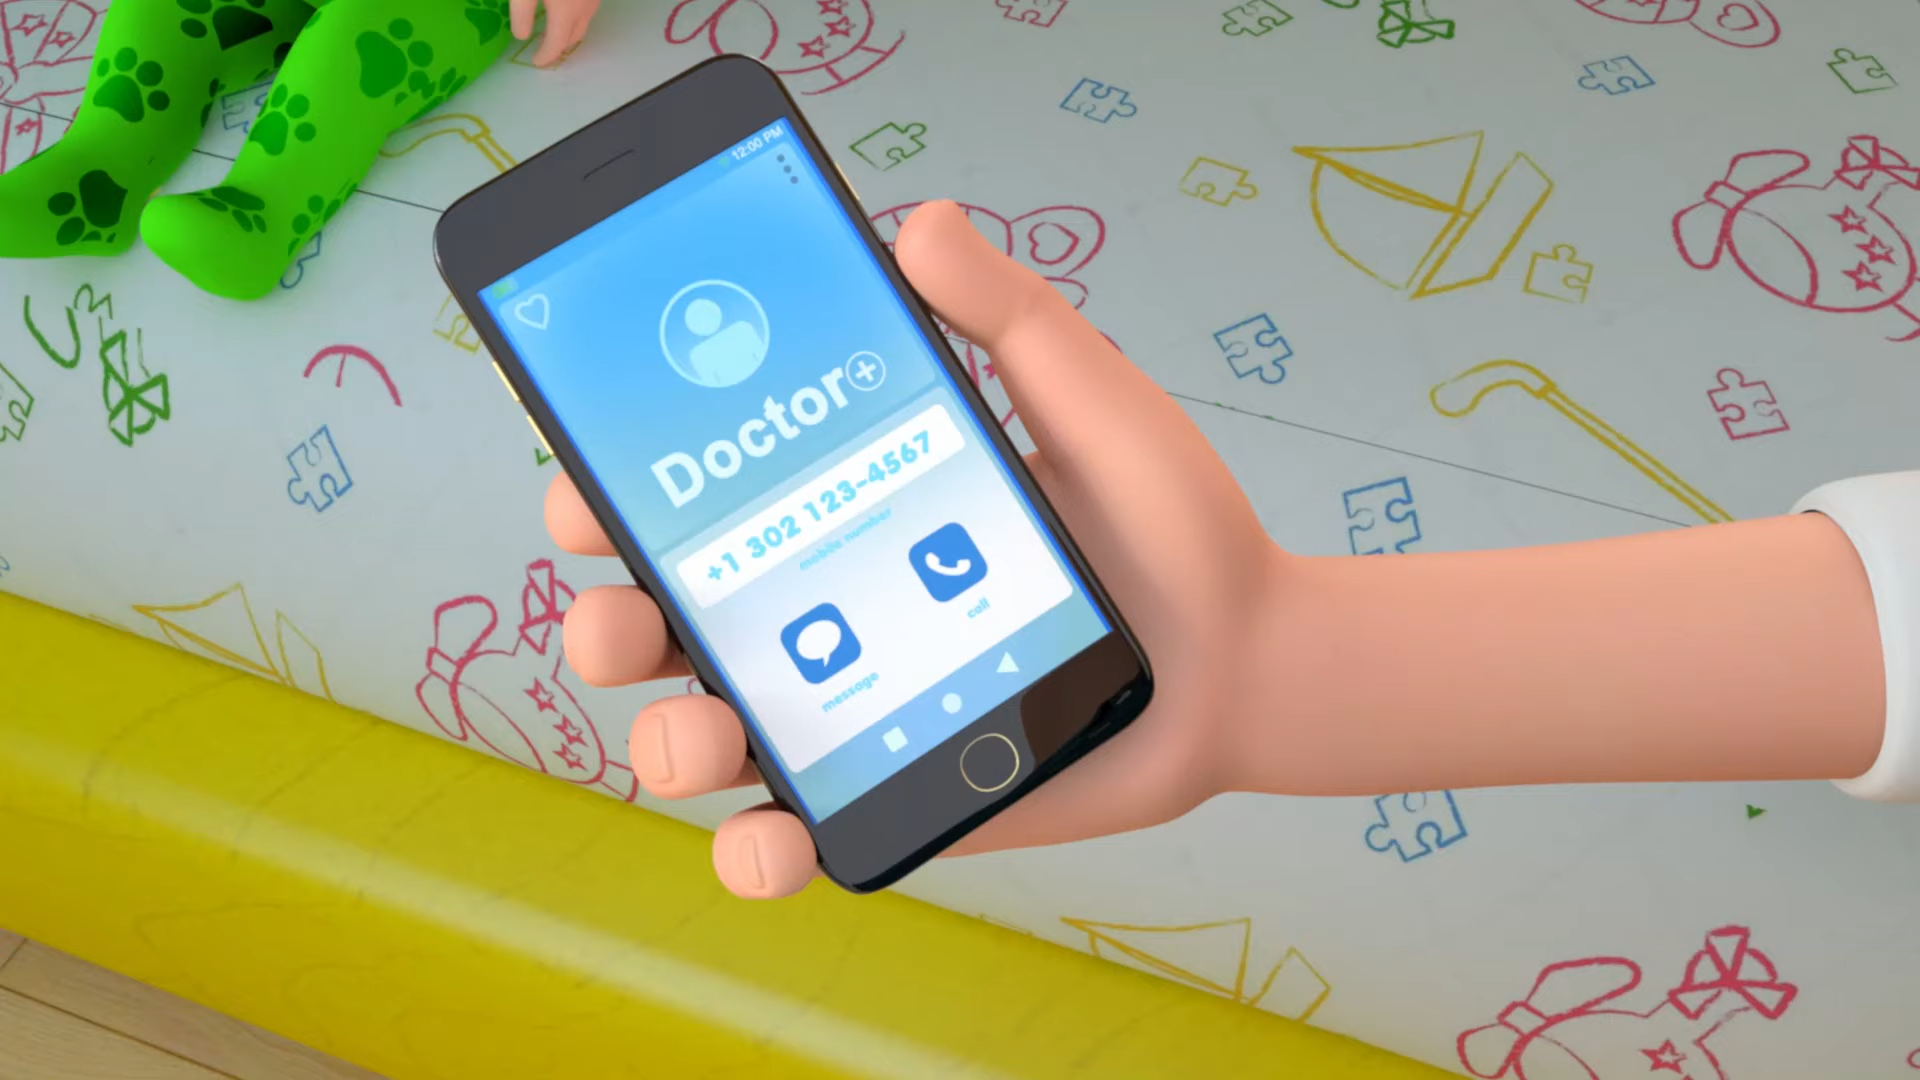 12:00 PM
Doctor
+1 302 123-4567
mobile number
message
call